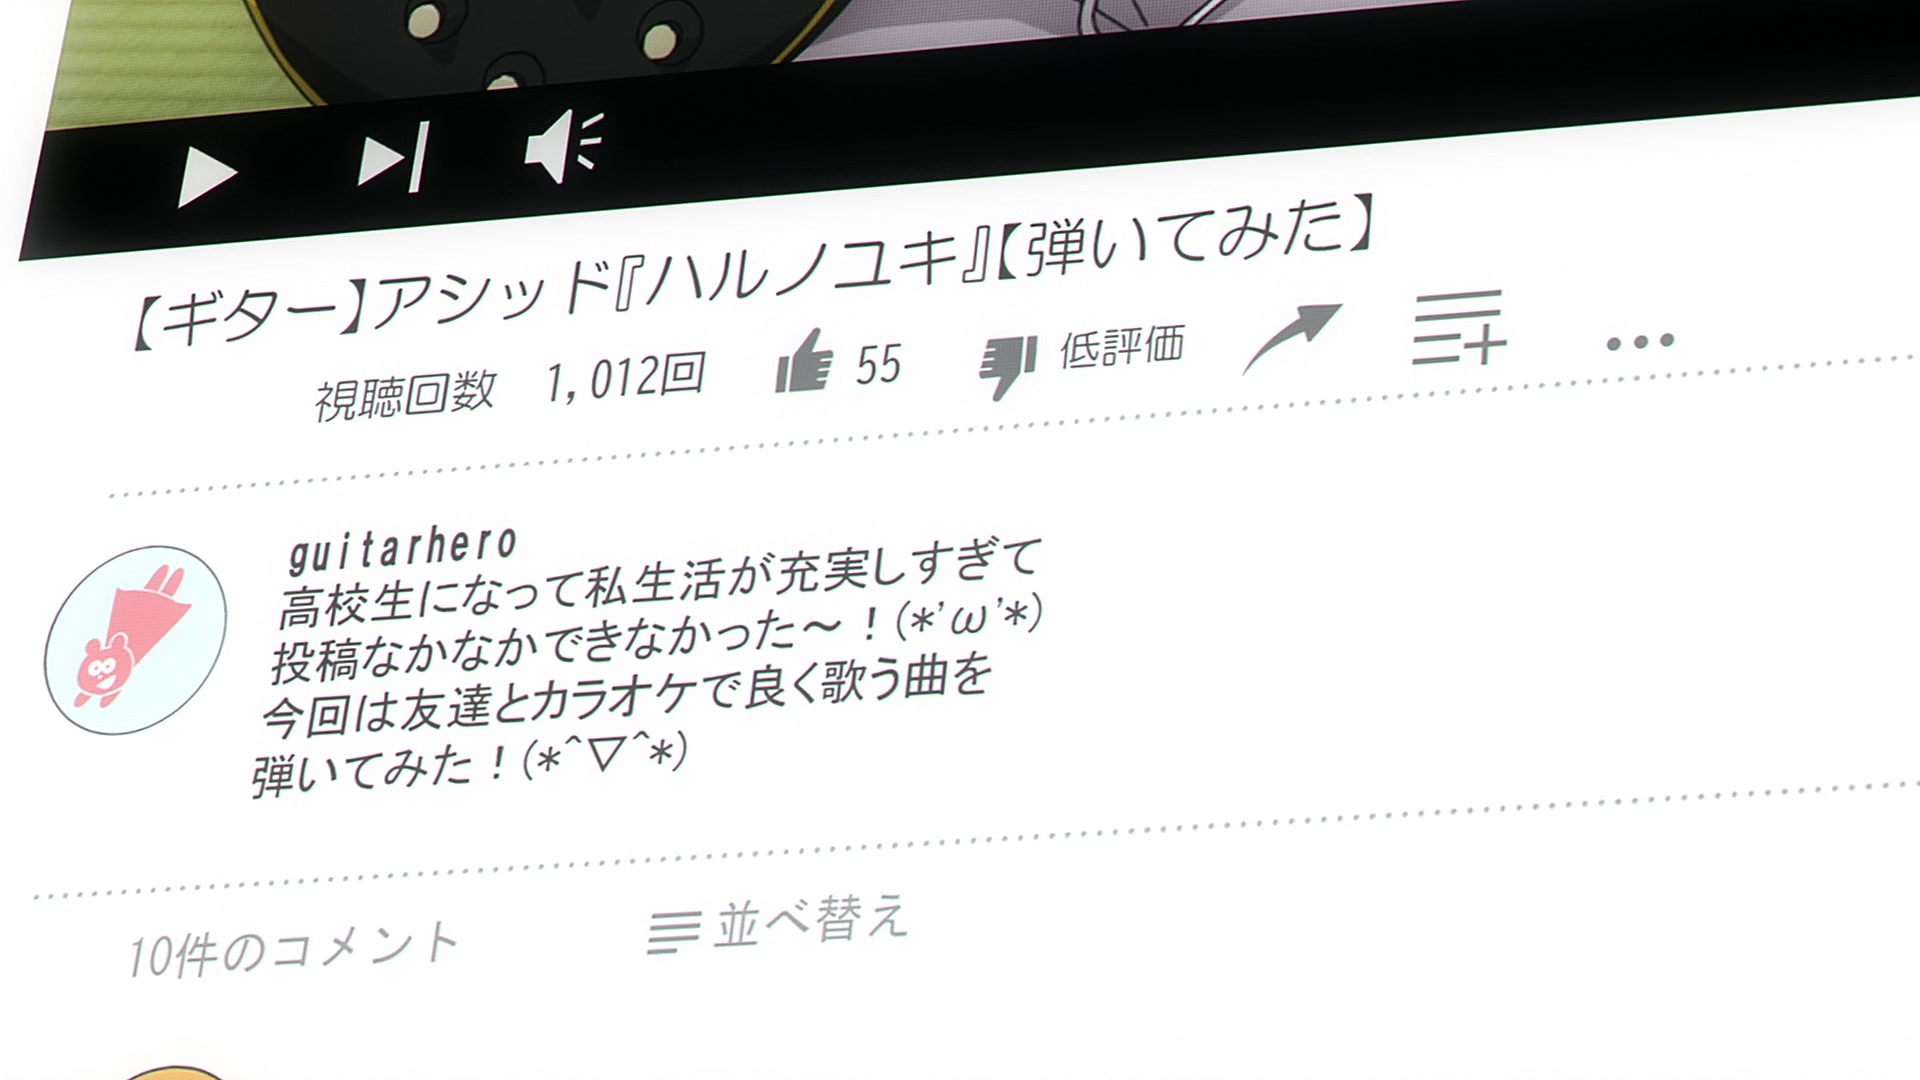 【ギター】アシッド『ハルノユキ』【弾いてみた】
視聴回数 1,012回 55 低評価
guitarhero
高校生になって私生活が充実しすぎて
投稿なかなかできなかった～！(*'ω'*)
今回は友達とカラオケで良く歌う曲を
弾いてみた！(*^▽^*)
10件のコメント 並べ替え